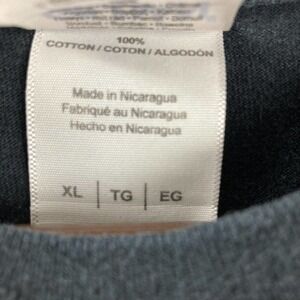 100%
COTTON / COTON / ALGODÓN
Made in Nicaragua
Fabriqué au Nicaragua
Hecho en Nicaragua
XL | TG | EG